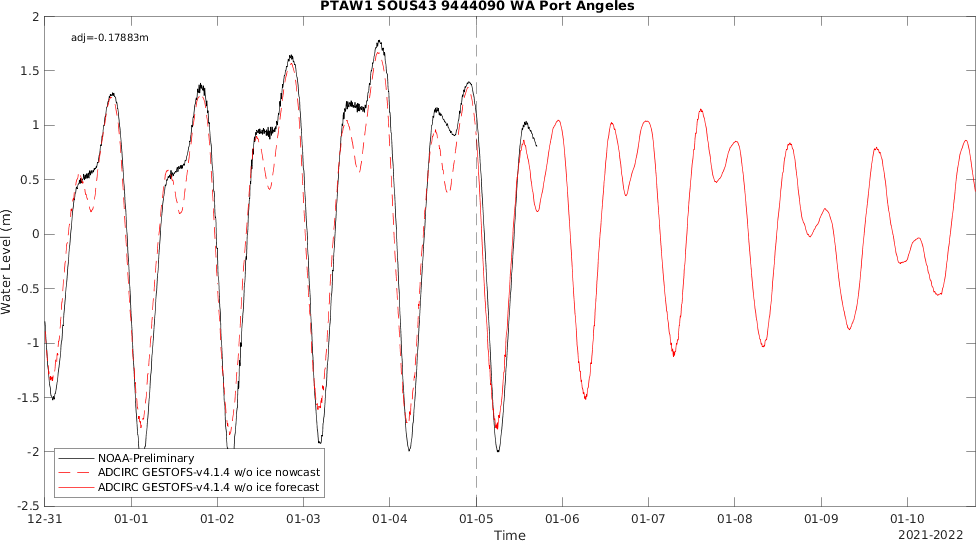 PTAW1 SOUS43 9444090 WA Port Angeles
adj=-0.17883m
2
1.5
1
0.5
0
-0.5
-1
-1.5
-2
-2.5
Water Level (m)
NOAA-Preliminary
ADCIRC GESTOFS-v4.1.4 w/o ice nowcast
ADCIRC GESTOFS-v4.1.4 w/o ice forecast
12-31 01-01 01-02 01-03 01-04 01-05 01-06 01-07 01-08 01-09 01-10
Time
2021-2022